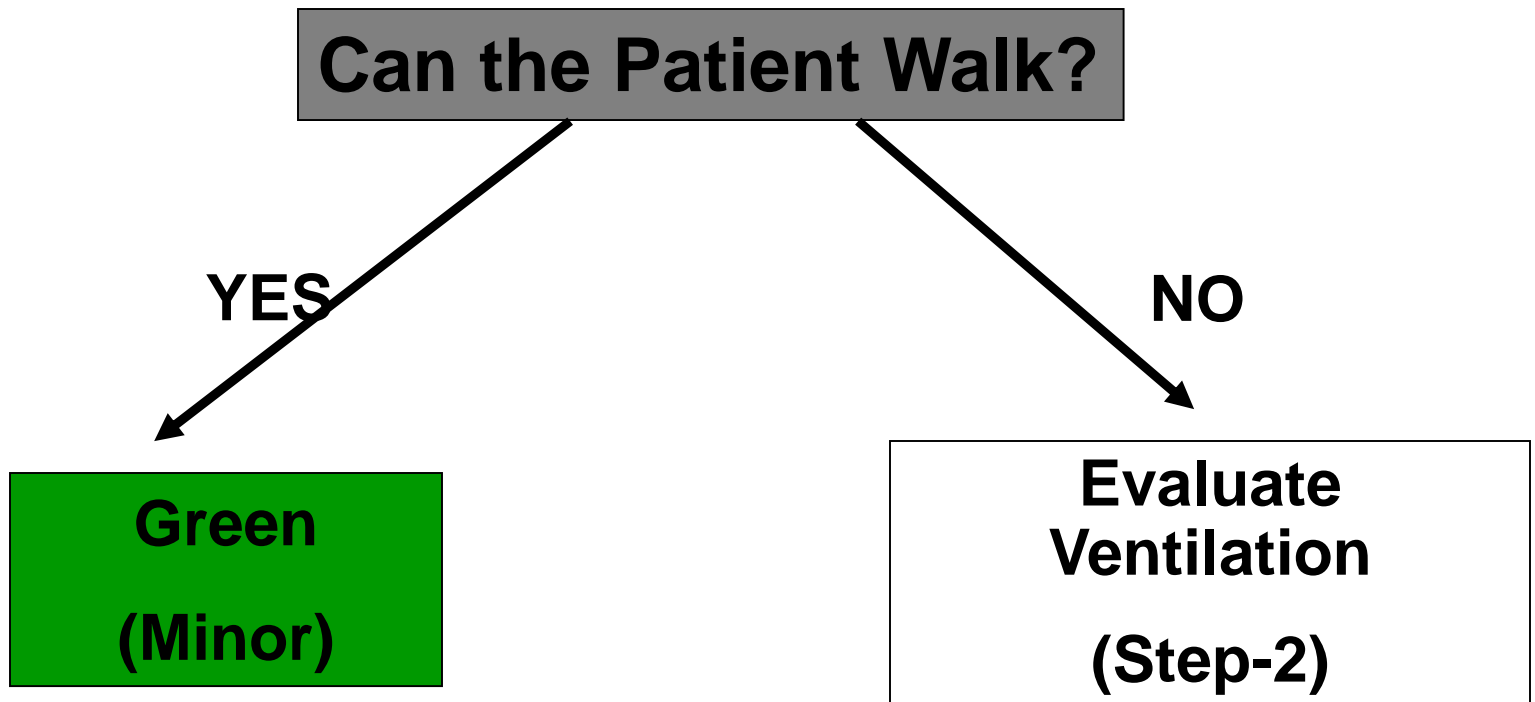 Can the Patient Walk?
YES
NO
Green
(Minor)
Evaluate
Ventilation
(Step-2)